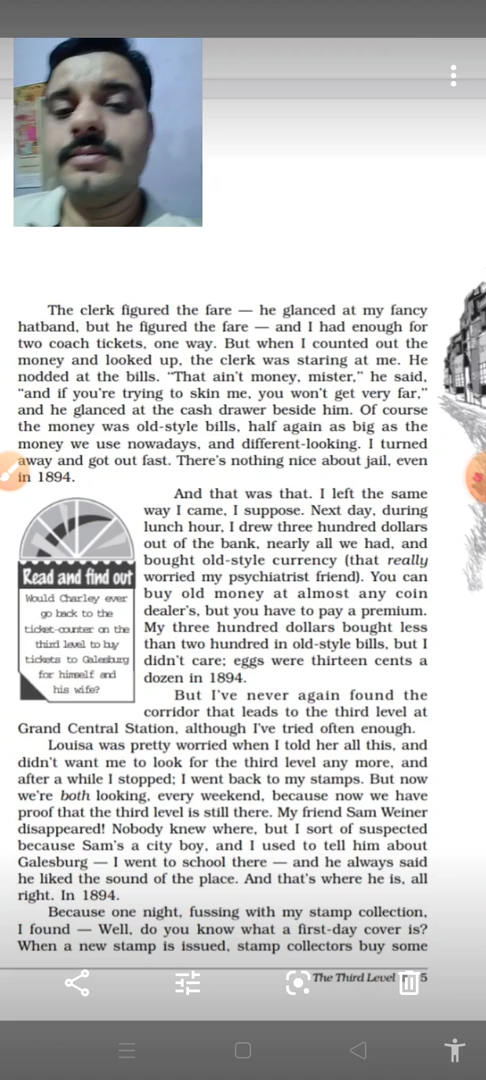 The clerk figured the fare — he glanced at my fancy
hatband, but he figured the fare — and I had enough for
two coach tickets, one way. But when I counted out the
money and looked up, the clerk was staring at me. He
nodded at the bills. “That ain’t money, mister,” he said,
“and if you’re trying to skin me, you won’t get very far,”
and he glanced at the cash drawer beside him. Of course
the money was old-style bills, half again as big as the
money we use nowadays, and different-looking. I turned
away and got out fast. There’s nothing nice about jail, even
in 1894.
And that was that. I left the same
way I came, I suppose. Next day, during
lunch hour, I drew three hundred dollars
out of the bank, nearly all we had, and
bought old-style currency (that really
worried my psychiatrist friend). You can
buy old money at almost any coin
dealer’s, but you have to pay a premium.
My three hundred dollars bought less
than two hundred in old-style bills, but I
didn’t care; eggs were thirteen cents a
dozen in 1894.
Read and find out
Would Charley ever
go back to the
ticket-counter on the
third level to buy
tickets to Galesburg
for himself and
his wife?
But I’ve never again found the
corridor that leads to the third level at
Grand Central Station, although I’ve tried often enough.
Louisa was pretty worried when I told her all this, and
didn’t want me to look for the third level any more, and
after a while I stopped; I went back to my stamps. But now
we’re both looking, every weekend, because now we have
proof that the third level is still there. My friend Sam Weiner
disappeared! Nobody knew where, but I sort of suspected
because Sam’s a city boy, and I used to tell him about
Galesburg — I went to school there — and he always said
he liked the sound of the place. And that’s where he is, all
right. In 1894.
Because one night, fussing with my stamp collection,
I found — Well, do you know what a first-day cover is?
When a new stamp is issued, stamp collectors buy some
The Third Level
5